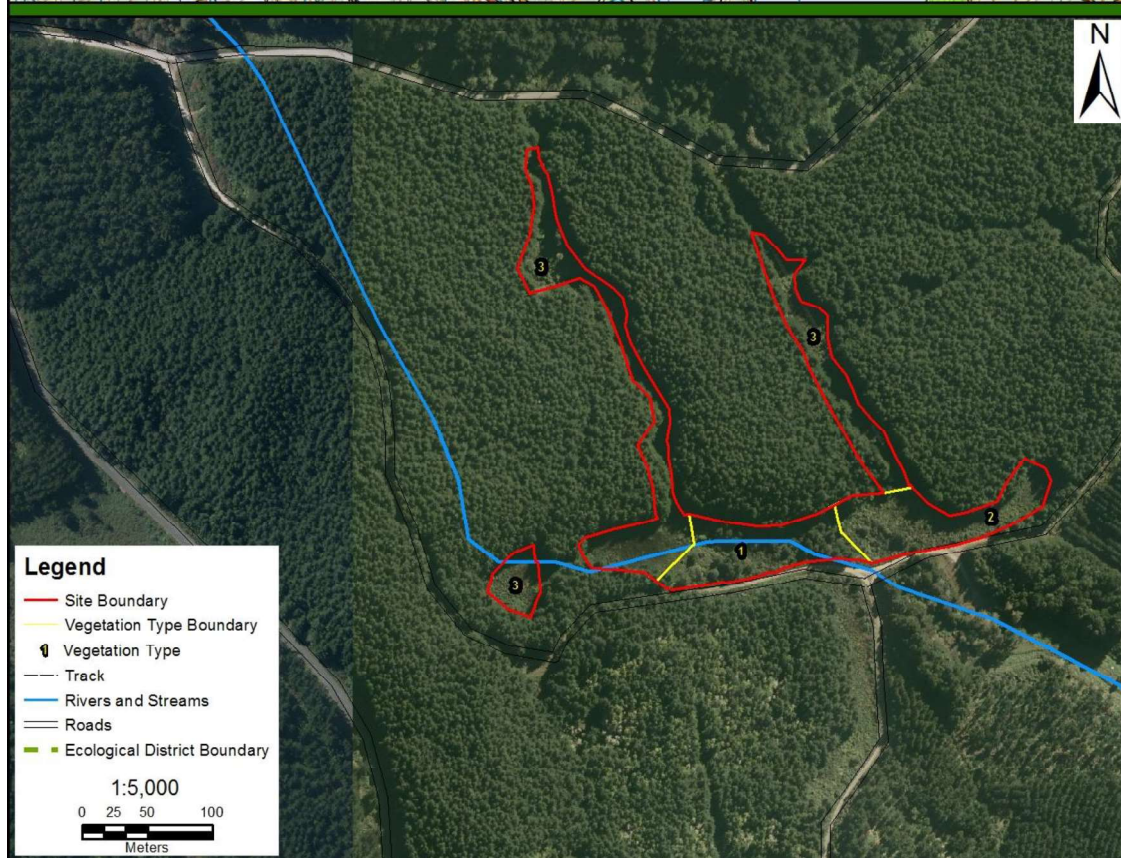 N
3
3
2
1
3
Legend
Site Boundary
Vegetation Type Boundary
1 Vegetation Type
Track
Rivers and Streams
Roads
Ecological District Boundary
1:5,000
0 25 50 100
Meters